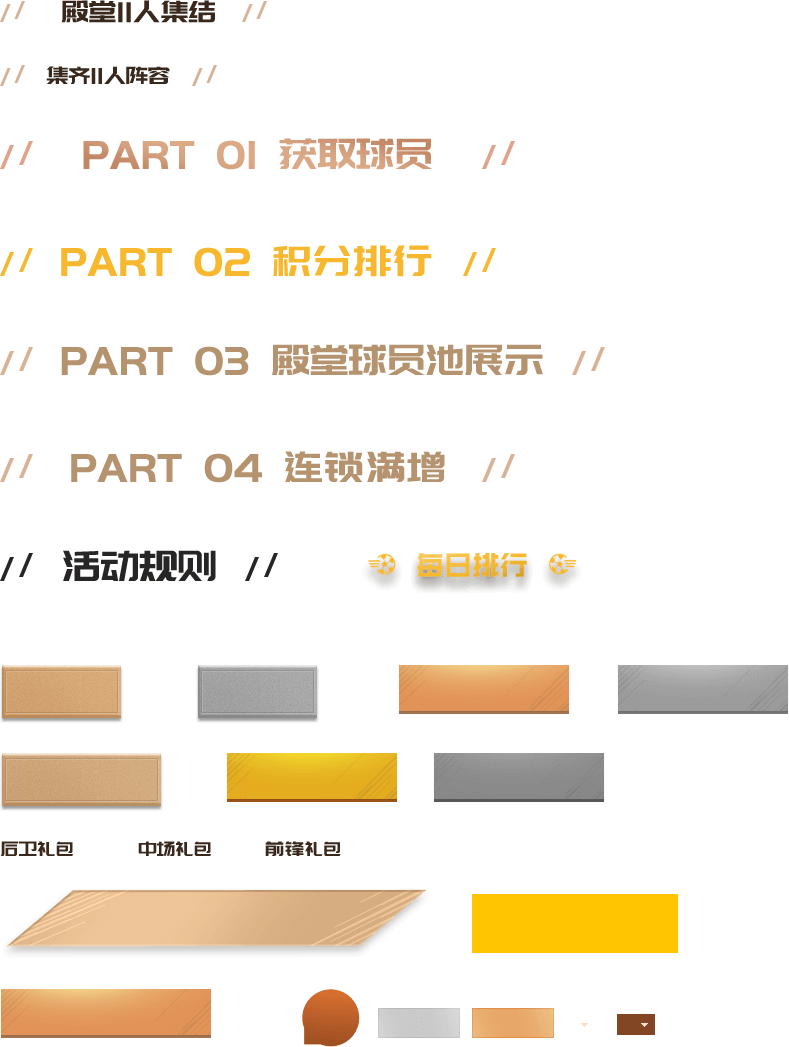 // 殿堂11人集结 //
// 集齐11人阵容 //
// PART 01 获取球员 //
// PART 02 积分排行 //
// PART 03 殿堂球员池展示 //
// PART 04 连锁满增 //
// 活动规则 // 每日排行
后卫礼包 中场礼包 前锋礼包